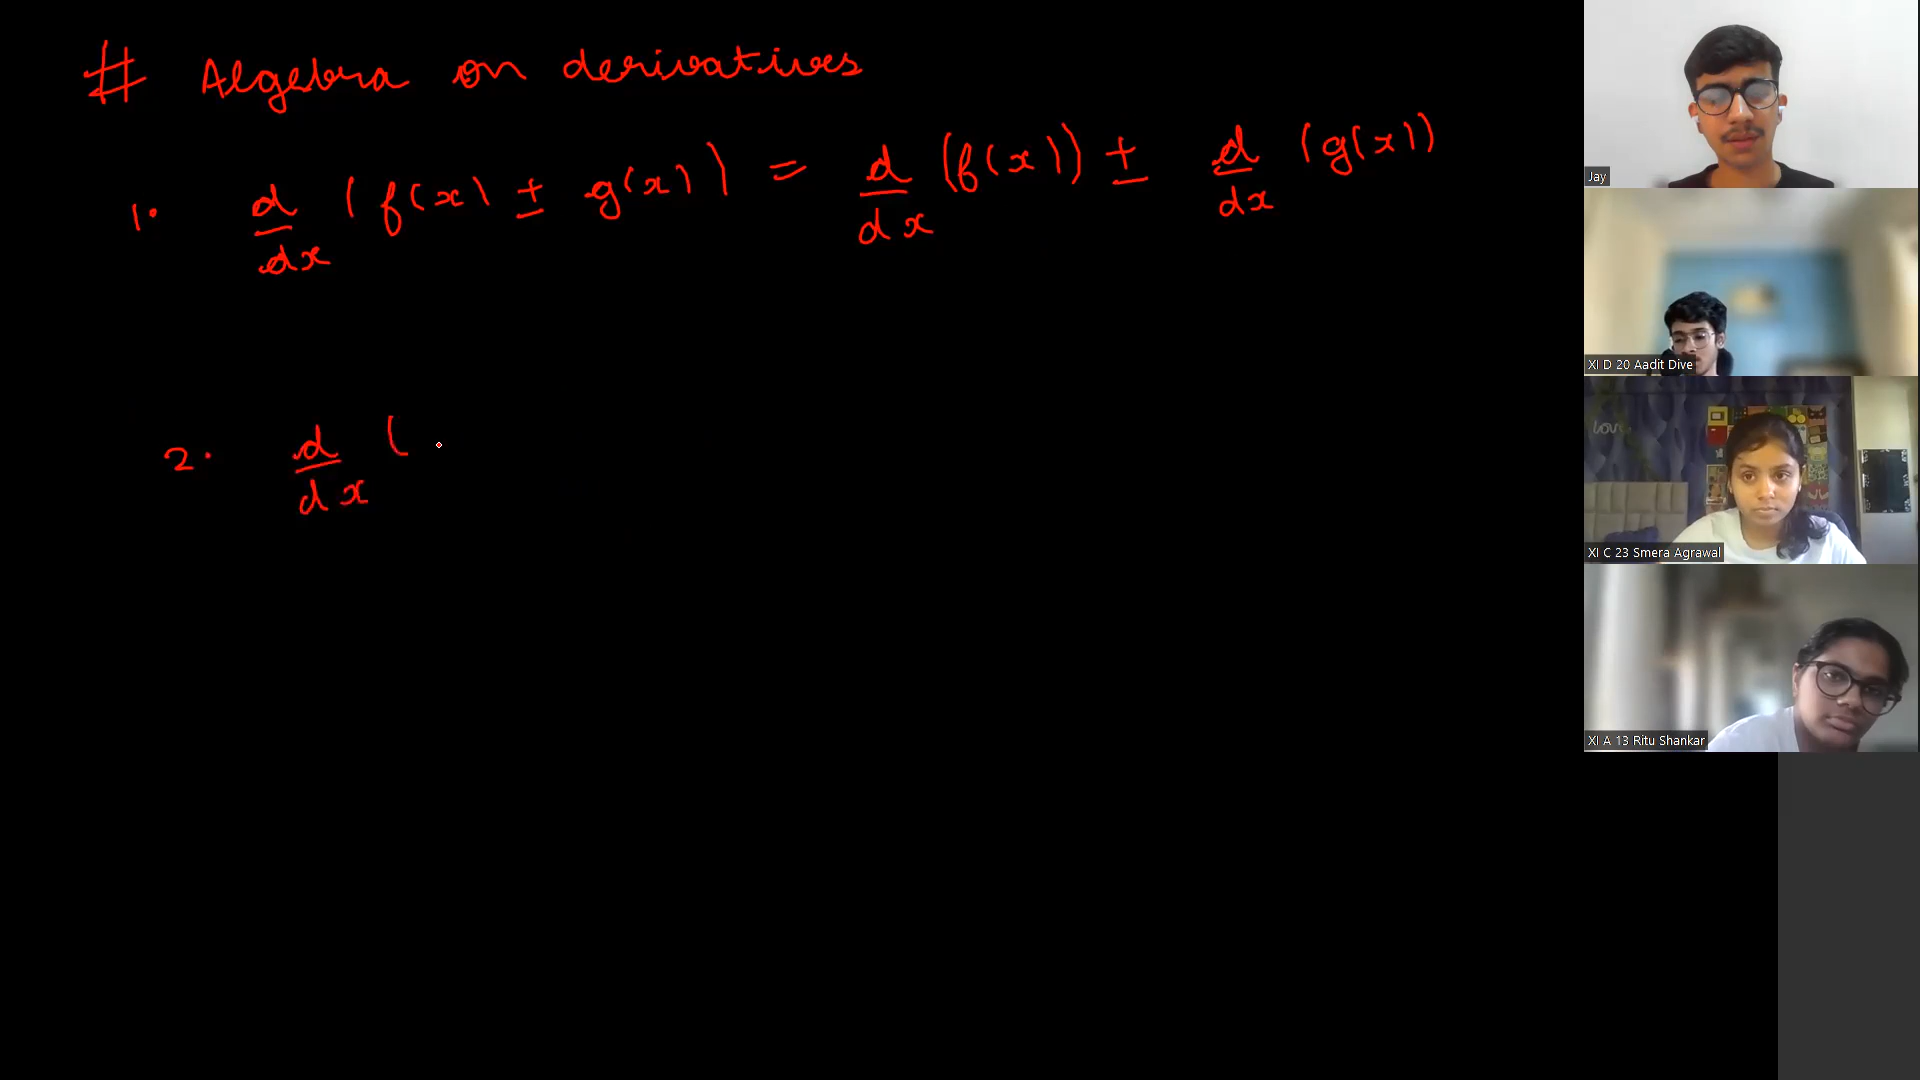 # Algebra on derivatives
1. d/dx (f(x) ± g(x)) = d/dx (f(x)) ± d/dx (g(x))
2. d/dx (
Jay
XI D 20 Aadit Dive
love
XI C 23 Smera Agrawal
XI A 13 Ritu Shankar